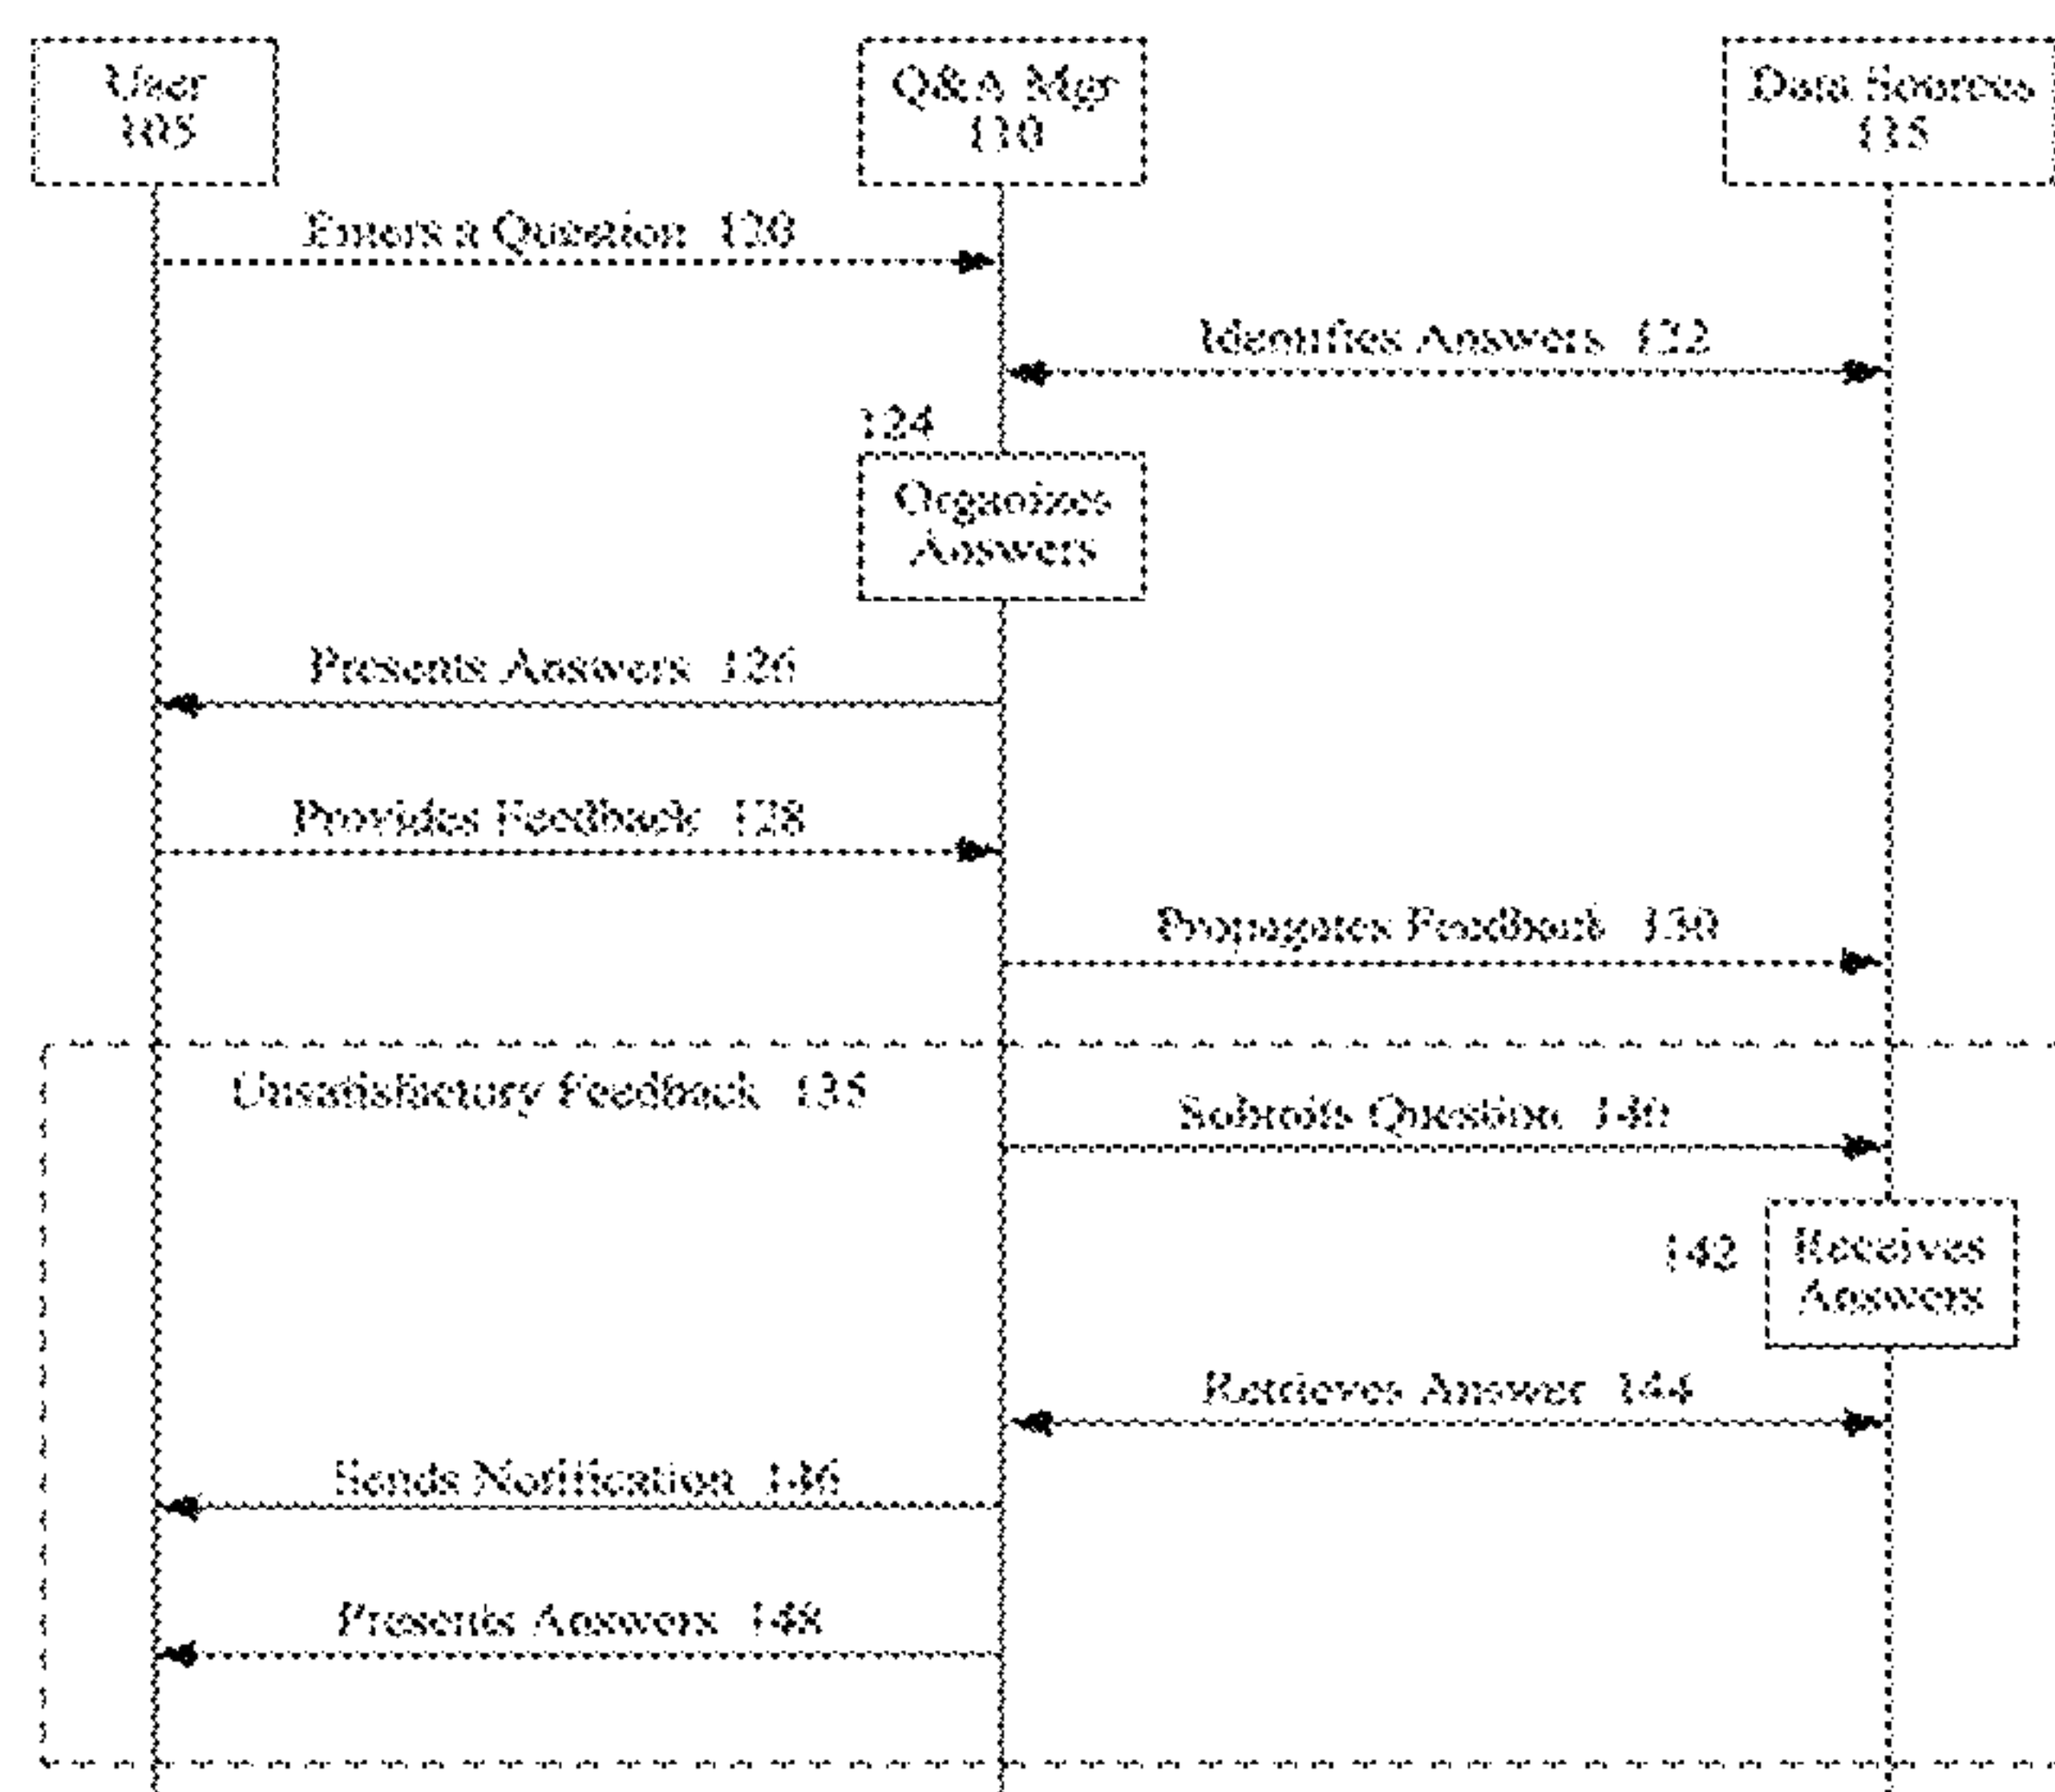 User
105
Q&A Mgr
110
Data Sources
115
Enters a Question 120
Identifies Answers 122
124
Organizes
Answers
Presents Answers 126
Provides Feedback 128
Propagates Feedback 130
Unsatisfactory Feedback 135
Submits Question 140
142
Receives
Answers
Retrieves Answer 144
Sends Notification 146
Presents Answers 148